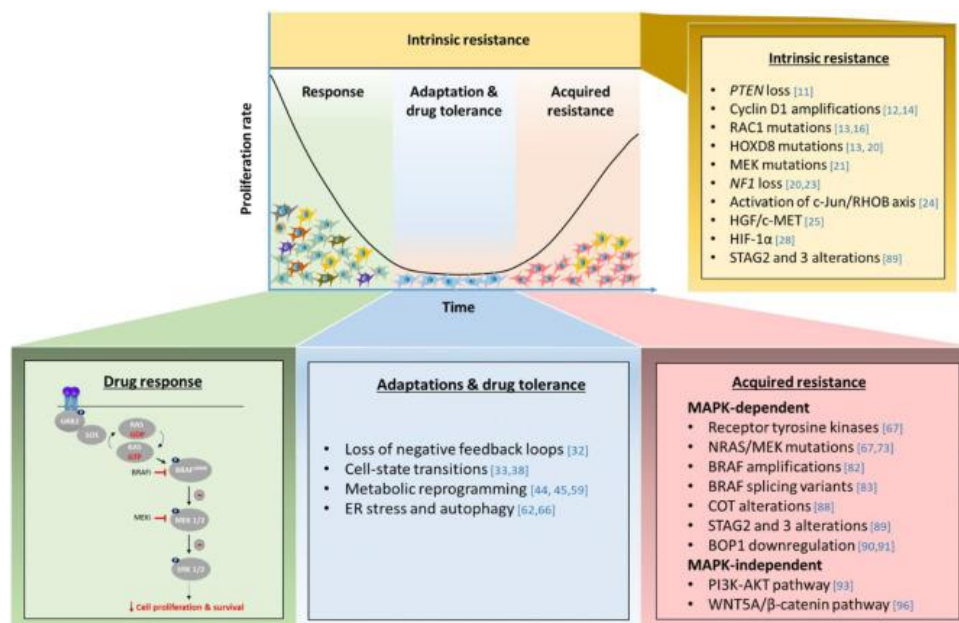 Intrinsic resistance
Response
Adaptation &
drug tolerance
Acquired
resistance
Proliferation rate
Time
Intrinsic resistance
• PTEN loss [11]
• Cyclin D1 amplifications [12,14]
• RAC1 mutations [13,16]
• HOXD8 mutations [13, 20]
• MEK mutations [21]
• NF1 loss [20,23]
• Activation of c-Jun/RHOB axis [24]
• HGF/c-MET [25]
• HIF-1α [28]
• STAG2 and 3 alterations [89]
Drug response
GRB2
SOS
RAS
GDP
RAS
GTP
BRAFi
MEKi
MEK 1/2
ERK 1/2
↓ Cell proliferation & survival
Adaptations & drug tolerance
• Loss of negative feedback loops [32]
• Cell-state transitions [33,38]
• Metabolic reprogramming [44, 45,59]
• ER stress and autophagy [62,66]
Acquired resistance
MAPK-dependent
• Receptor tyrosine kinases [67]
• NRAS/MEK mutations [67,73]
• BRAF amplifications [82]
• BRAF splicing variants [83]
• COT alterations [88]
• STAG2 and 3 alterations [89]
• BOP1 downregulation [90,91]
MAPK-independent
• PI3K-AKT pathway [93]
• WNT5A/β-catenin pathway [96]